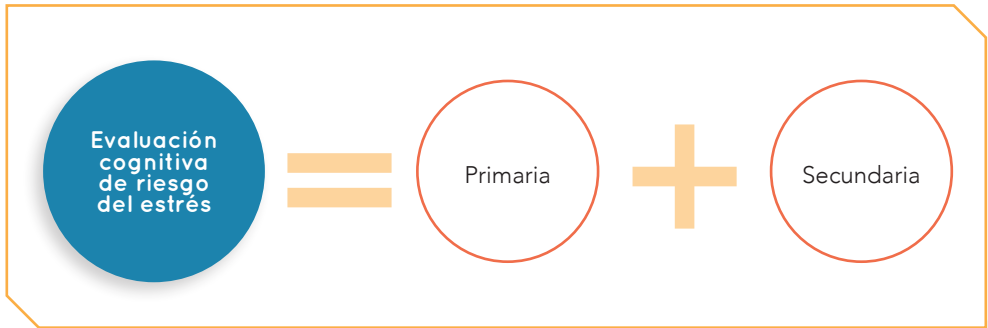 Evaluación
cognitiva
de riesgo
del estrés
=
Primaria
+
Secundaria